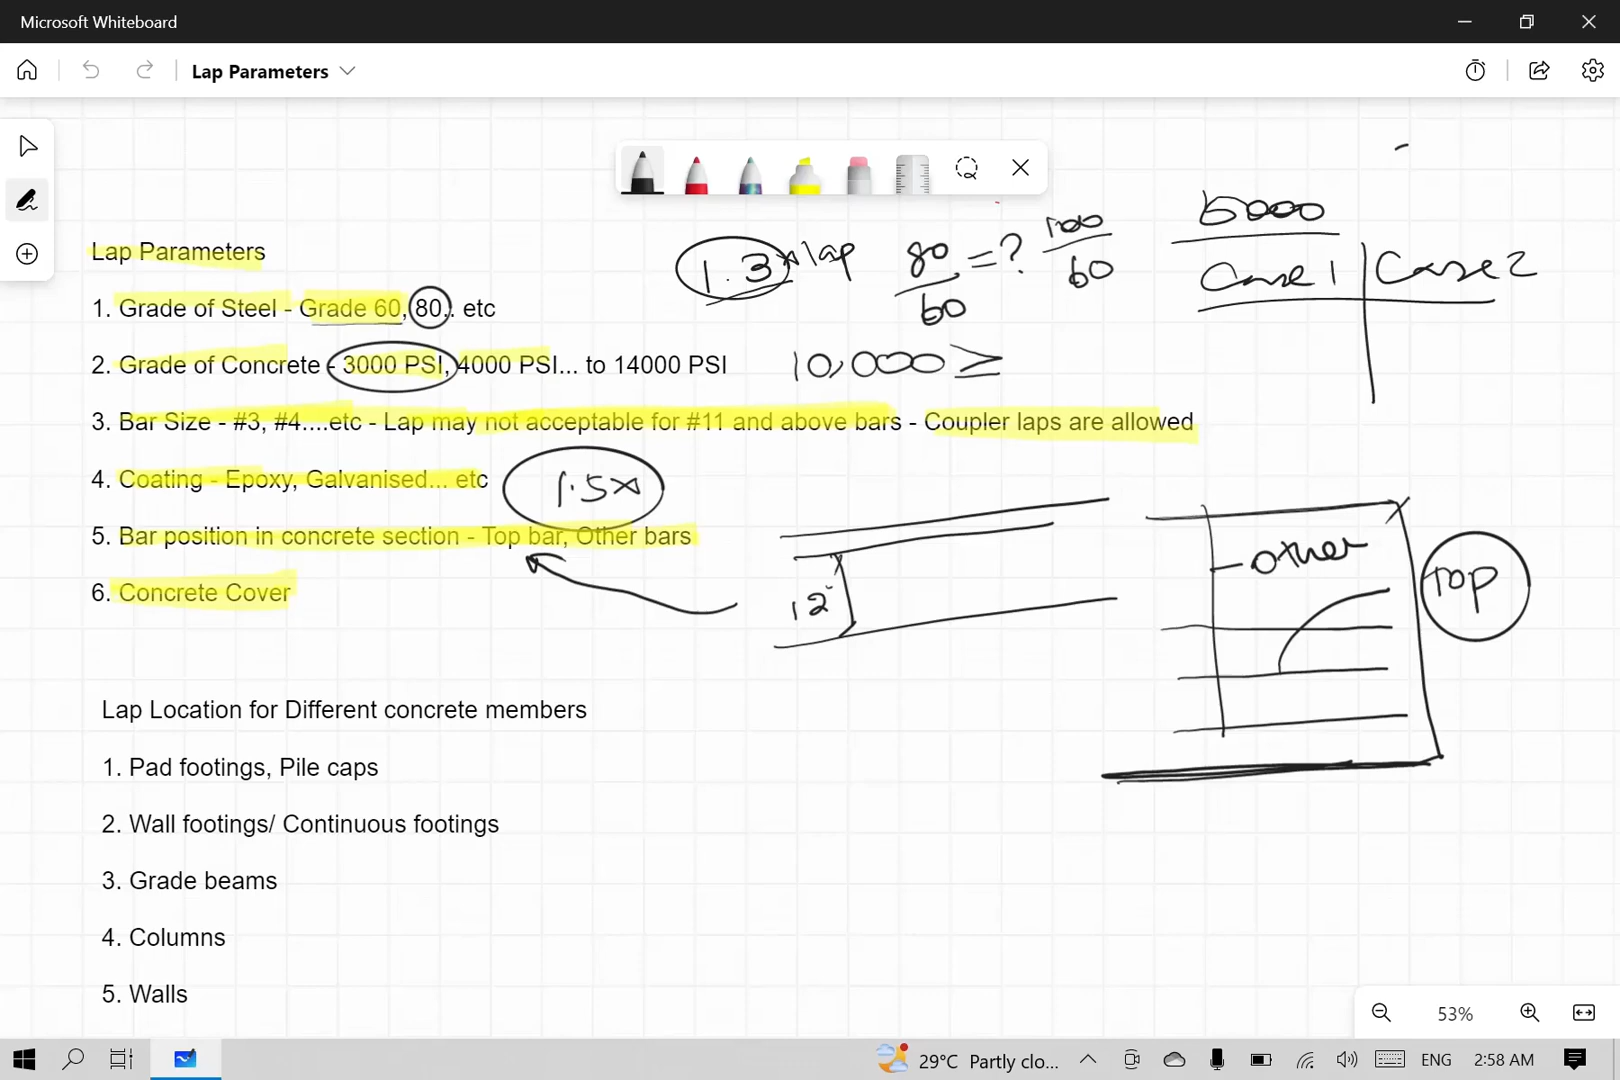 Microsoft Whiteboard
Lap Parameters
Lap Parameters
1. Grade of Steel - Grade 60, 80.. etc
2. Grade of Concrete - 3000 PSI, 4000 PSI... to 14000 PSI
3. Bar Size - #3, #4....etc - Lap may not acceptable for #11 and above bars - Coupler laps are allowed
4. Coating - Epoxy, Galvanised... etc
5. Bar position in concrete section - Top bar, Other bars
6. Concrete Cover
1.3 x lap
80/60 = ? 100/60
10,000 ≥
5000
Case 1 Case 2
1.5x
12"
- other
Top
Lap Location for Different concrete members
1. Pad footings, Pile caps
2. Wall footings/ Continuous footings
3. Grade beams
4. Columns
5. Walls
53%
29°C Partly clo...
ENG
2:58 AM